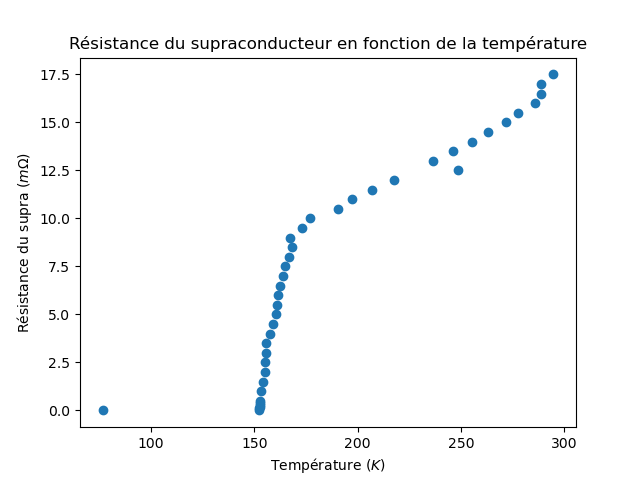 Résistance du supraconducteur en fonction de la température
17.5
15.0
12.5
10.0
7.5
5.0
2.5
0.0
Résistance du supra (mΩ)
100 150 200 250 300
Température (K)